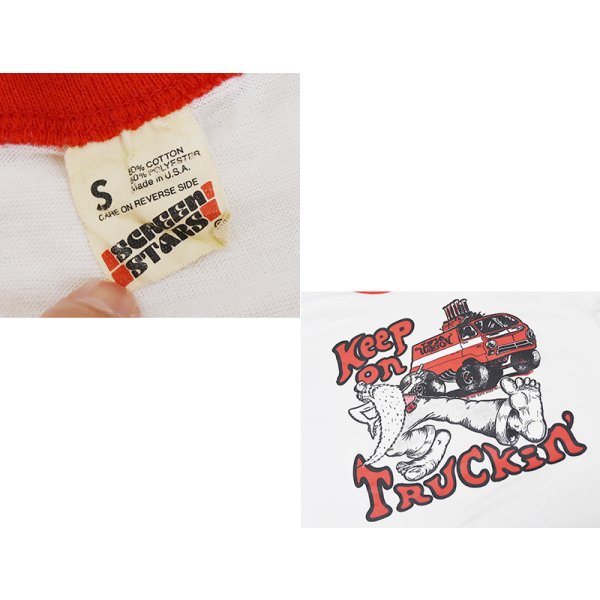 S
50% COTTON
50% POLYESTER
Made in U.S.A.
CARE ON REVERSE SIDE
SCREEN
STARS
Keep
on
TRUCKIN'